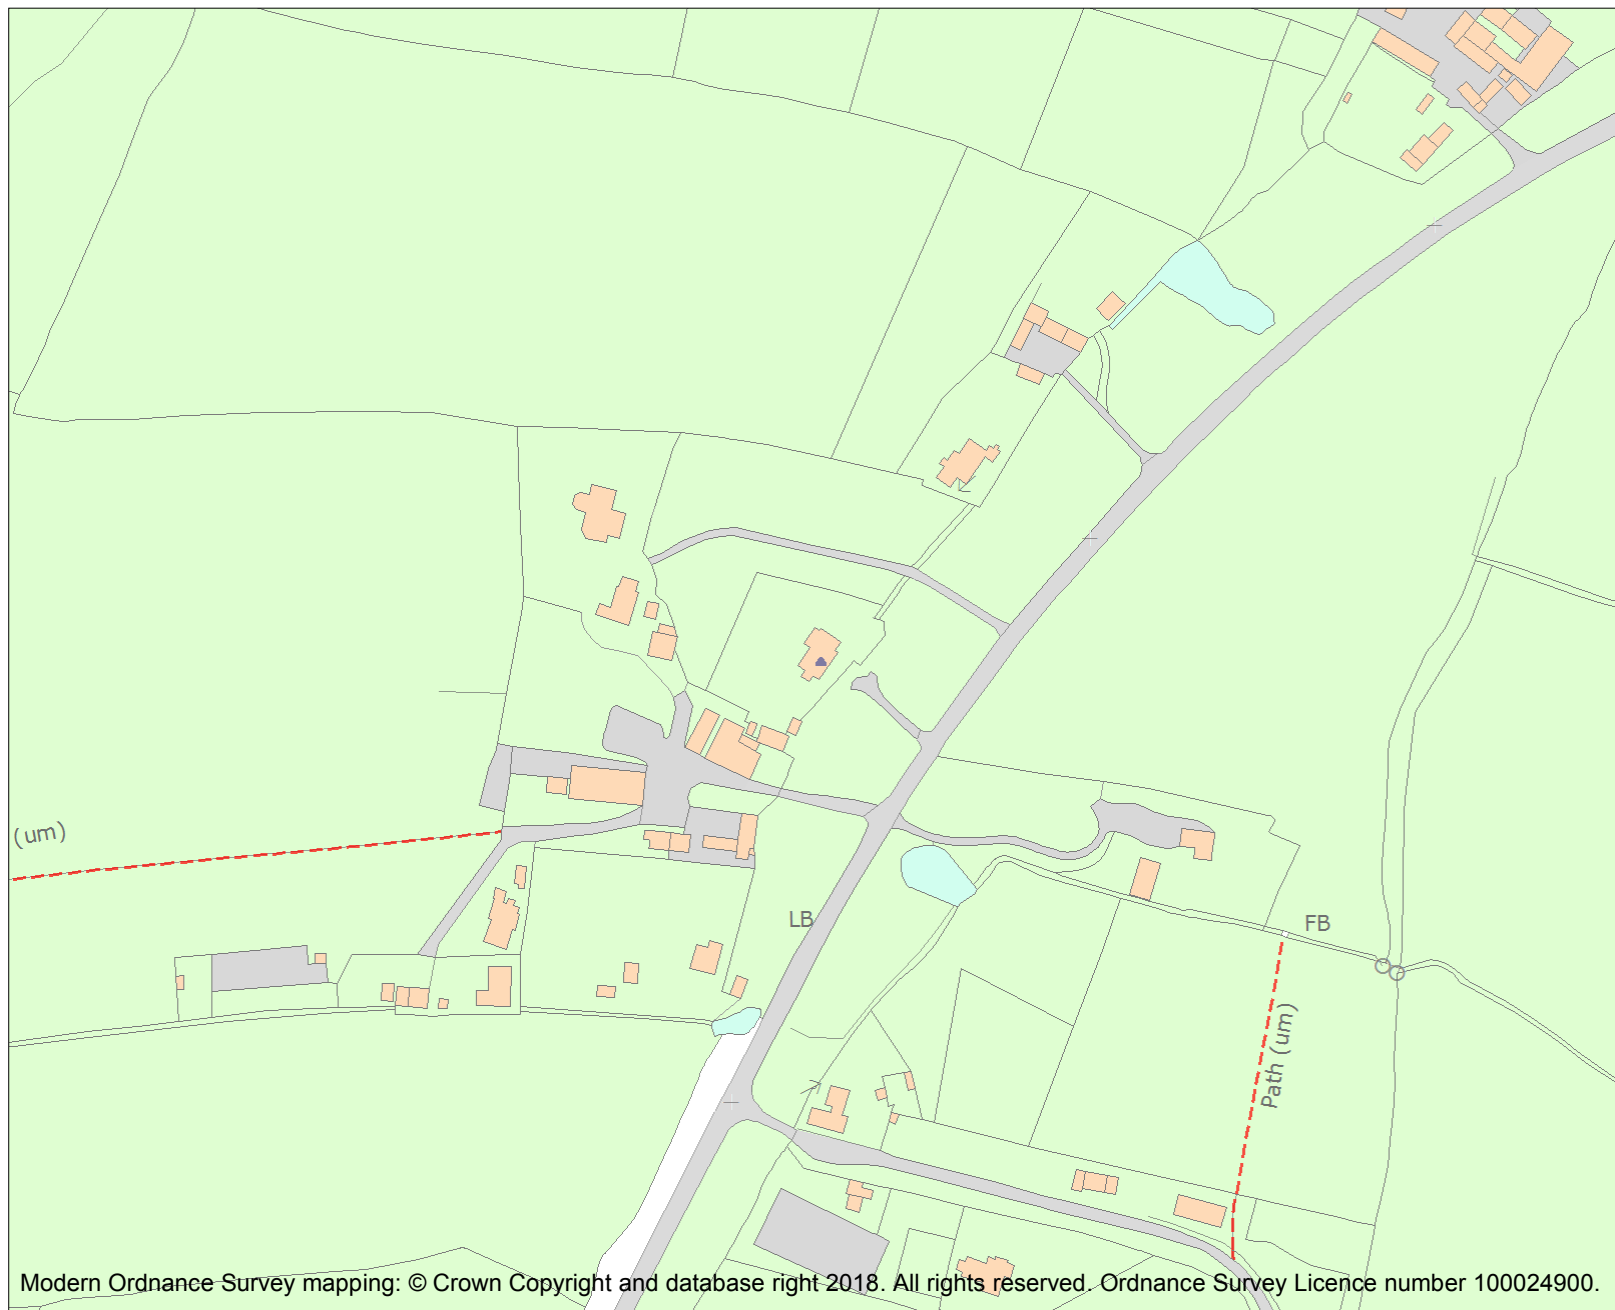 (um)
LB
FB
Path (um)
Modern Ordnance Survey mapping: © Crown Copyright and database right 2018. All rights reserved. Ordnance Survey Licence number 100024900.